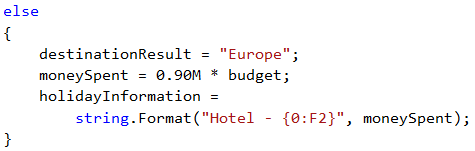 else
{
    destinationResult = "Europe";
    moneySpent = 0.90M * budget;
    holidayInformation =
        string.Format("Hotel - {0:F2}", moneySpent);
}